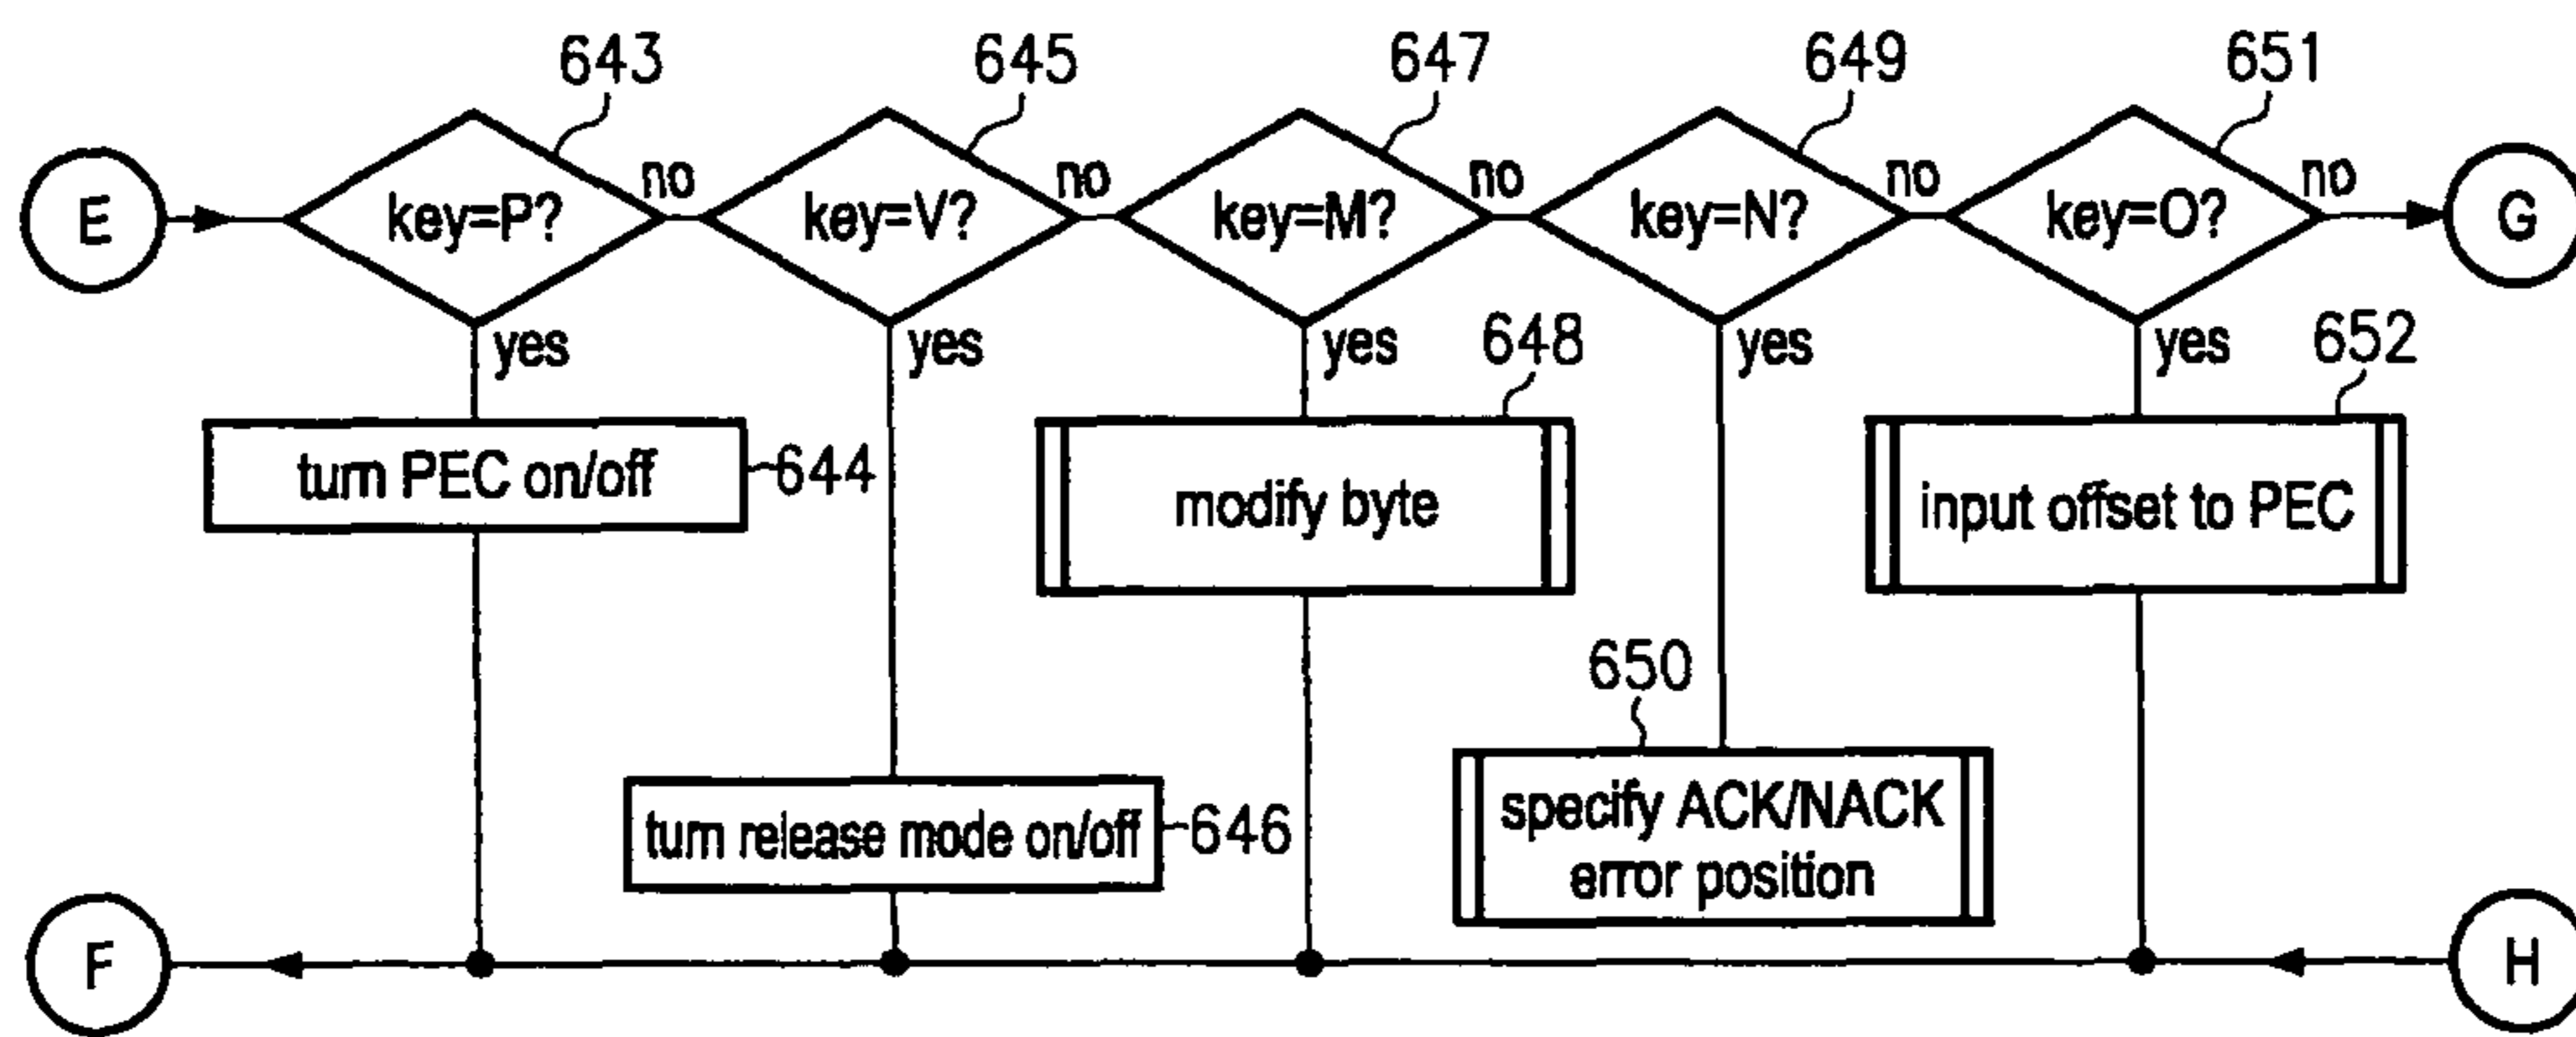 643
645
647
649
651
E
key=P?
no
key=V?
no
key=M?
no
key=N?
no
key=O?
no
G
yes
yes
yes
648
yes
yes
652
turn PEC on/off
644
modify byte
input offset to PEC
650
turn release mode on/off
646
specify ACK/NACK
error position
F
H